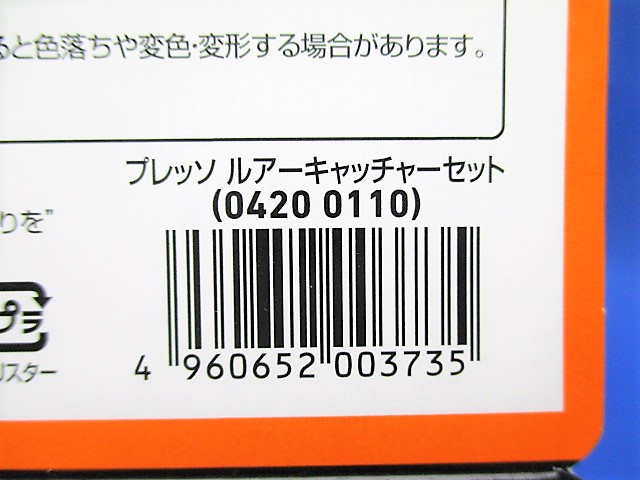 ると色落ちや変色・変形する場合があります。
プレッソ ルアーキャッチャーセット
(0420 0110)
りを”
プラ
リスター
4 960652 003735